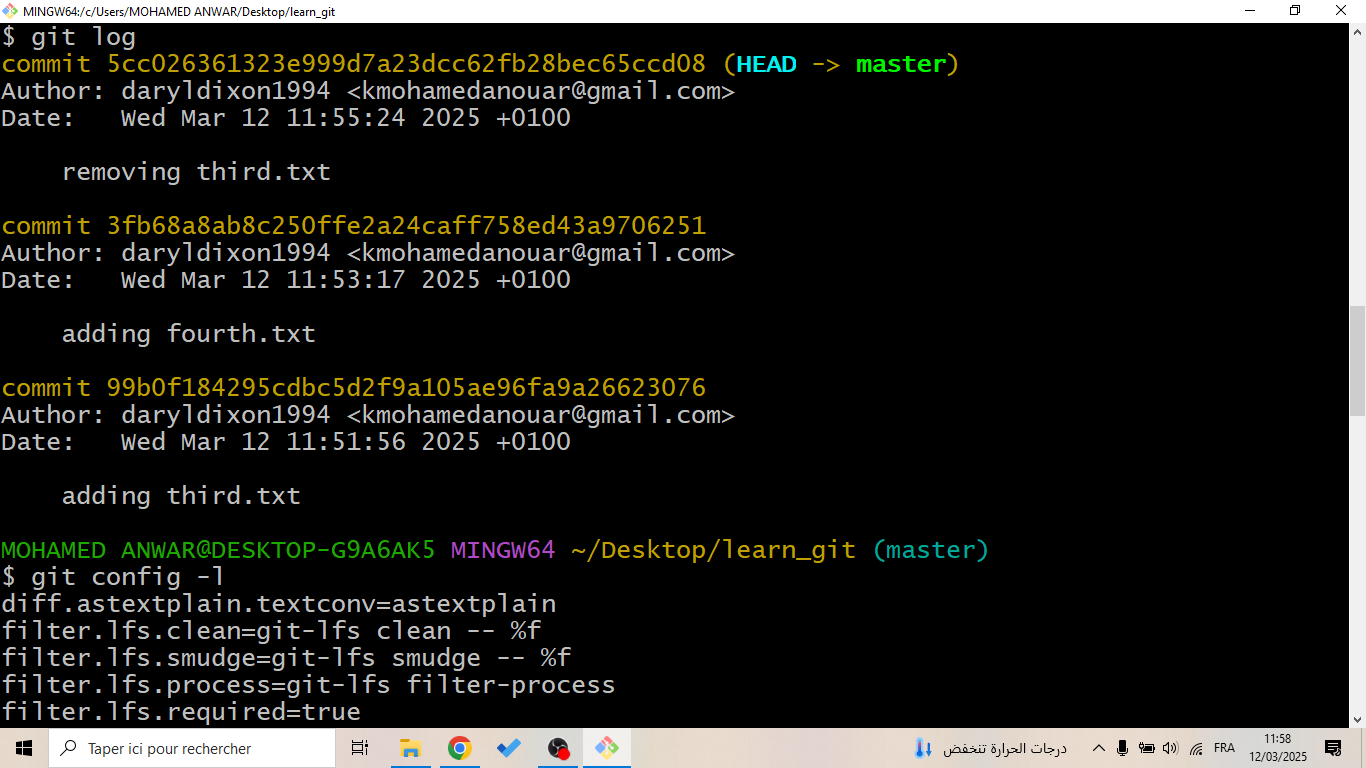 MINGW64:/c/Users/MOHAMED ANWAR/Desktop/learn_git
$ git log
commit 5cc026361323e999d7a23dcc62fb28bec65ccd08 (HEAD -> master)
Author: daryldixon1994 <kmohamedanouar@gmail.com>
Date:   Wed Mar 12 11:55:24 2025 +0100
    removing third.txt
commit 3fb68a8ab8c250ffe2a24caff758ed43a9706251
Author: daryldixon1994 <kmohamedanouar@gmail.com>
Date:   Wed Mar 12 11:53:17 2025 +0100
    adding fourth.txt
commit 99b0f184295cdbc5d2f9a105ae96fa9a26623076
Author: daryldixon1994 <kmohamedanouar@gmail.com>
Date:   Wed Mar 12 11:51:56 2025 +0100
    adding third.txt
MOHAMED ANWAR@DESKTOP-G9A6AK5 MINGW64 ~/Desktop/learn_git (master)
$ git config -l
diff.astextplain.textconv=astextplain
filter.lfs.clean=git-lfs clean -- %f
filter.lfs.smudge=git-lfs smudge -- %f
filter.lfs.process=git-lfs filter-process
filter.lfs.required=true
Taper ici pour rechercher
درجات الحرارة تنخفض
FRA
11:58
12/03/2025